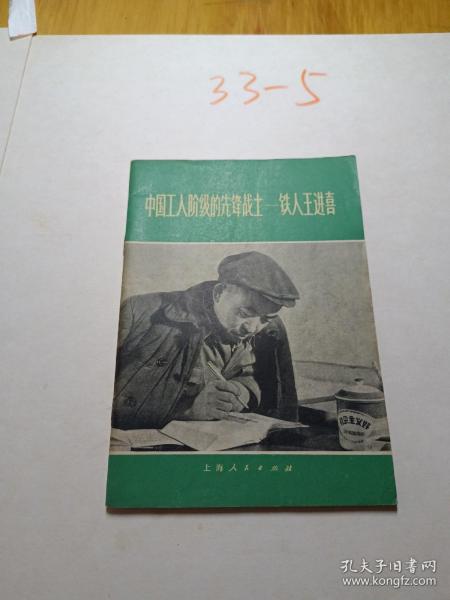 33-5
中国工人阶级的先锋战士—铁人王进喜
上海人民出版社
孔夫子旧书网
www.kongfz.com